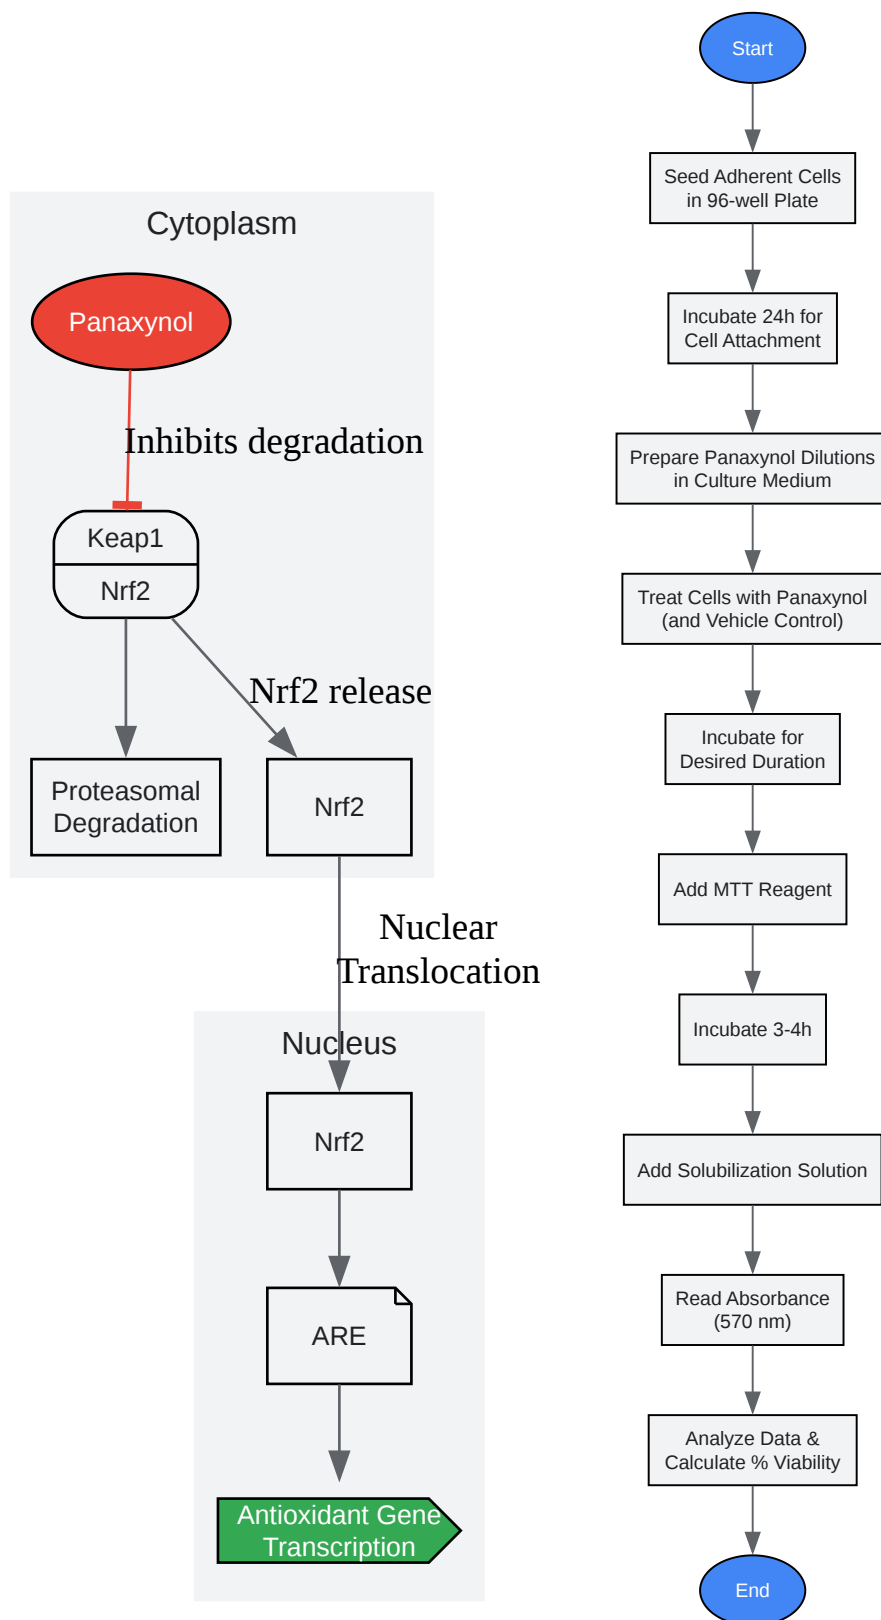 Cytoplasm
Panaxynol
Inhibits degradation
Keap1
Nrf2
Nrf2 release
Proteasomal
Degradation
Nrf2
Nuclear
Translocation
Nucleus
Nrf2
ARE
Antioxidant Gene
Transcription
Start
Seed Adherent Cells
in 96-well Plate
Incubate 24h for
Cell Attachment
Prepare Panaxynol Dilutions
in Culture Medium
Treat Cells with Panaxynol
(and Vehicle Control)
Incubate for
Desired Duration
Add MTT Reagent
Incubate 3-4h
Add Solubilization Solution
Read Absorbance
(570 nm)
Analyze Data &
Calculate % Viability
End